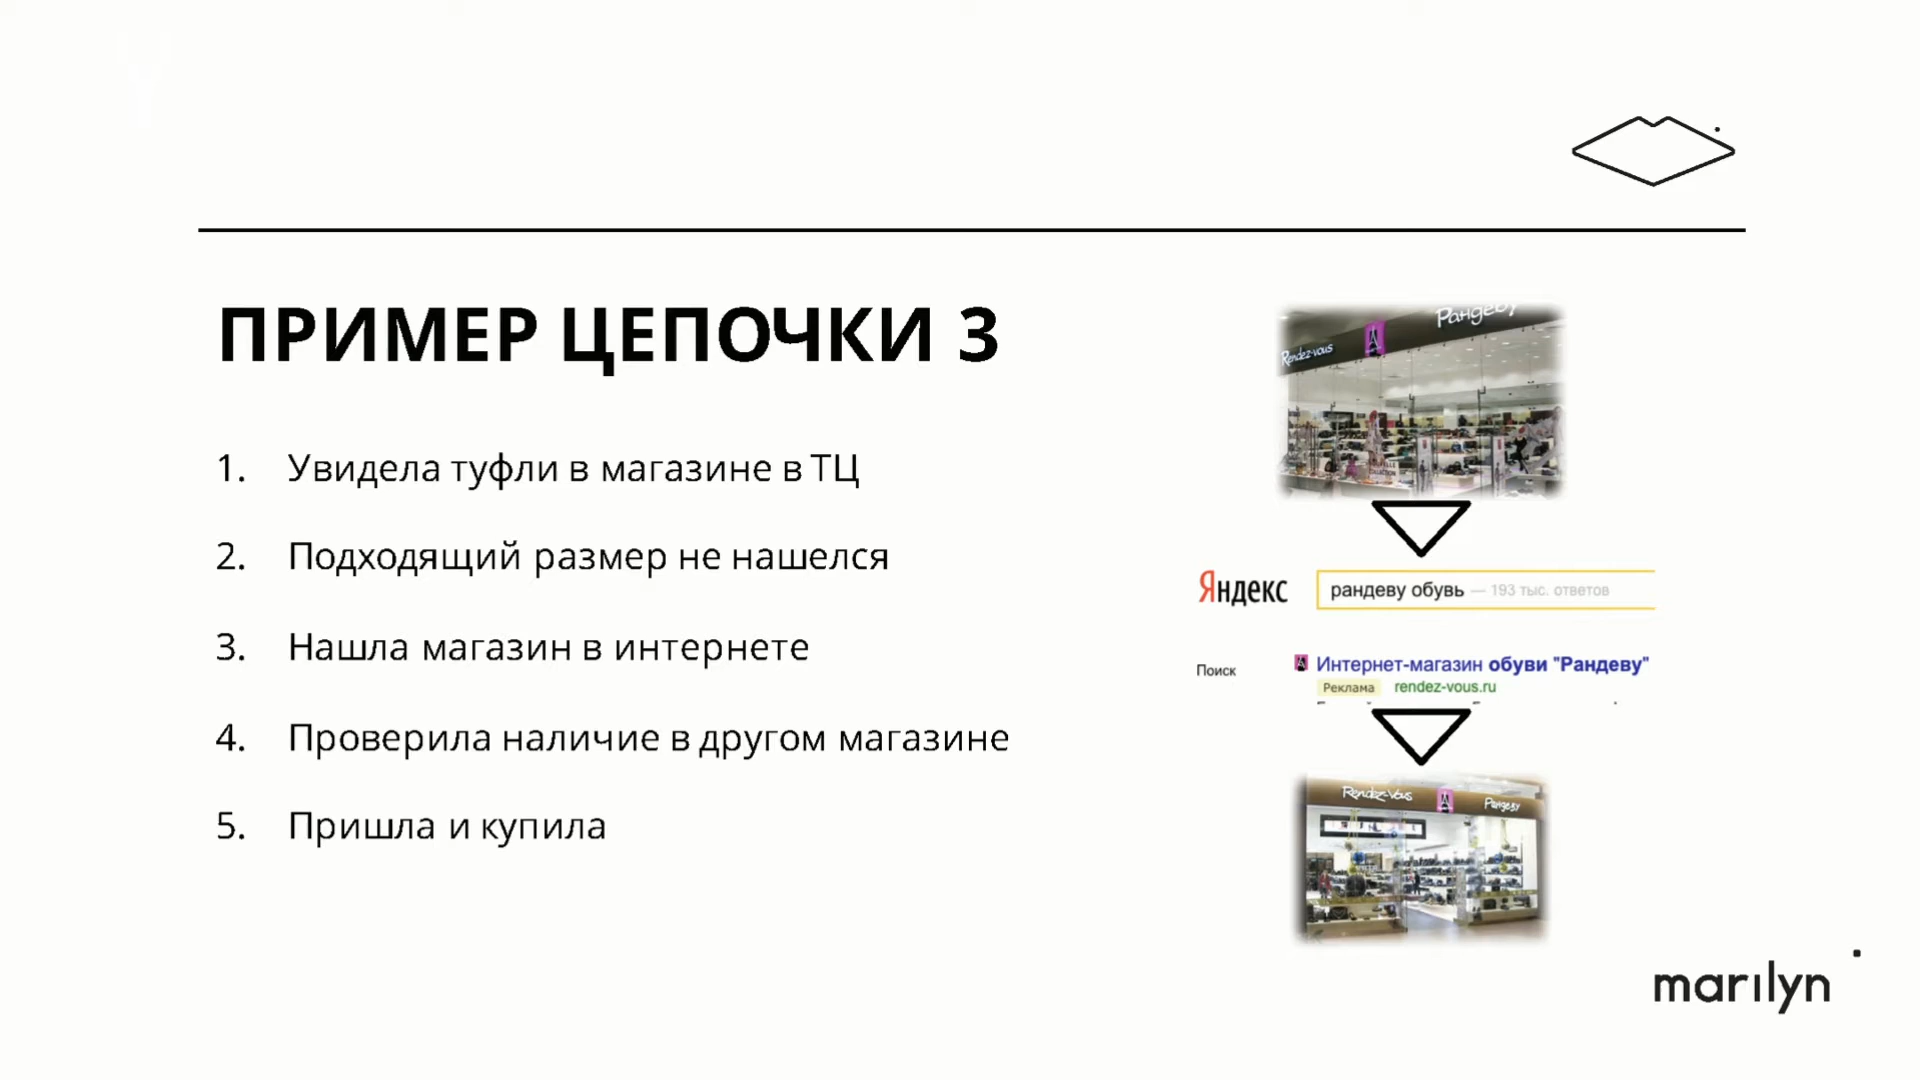 ПРИМЕР ЦЕПОЧКИ 3
1. Увидела туфли в магазине в ТЦ
2. Подходящий размер не нашелся
3. Нашла магазин в интернете
4. Проверила наличие в другом магазине
5. Пришла и купила
Rendez-vous
Рандеву
Яндекс
рандеву обувь — 193 тыс. ответов
Поиск
Интернет-магазин обуви "Рандеву"
Реклама rendez-vous.ru
Rendez-Vous
Рандеву
marilyn